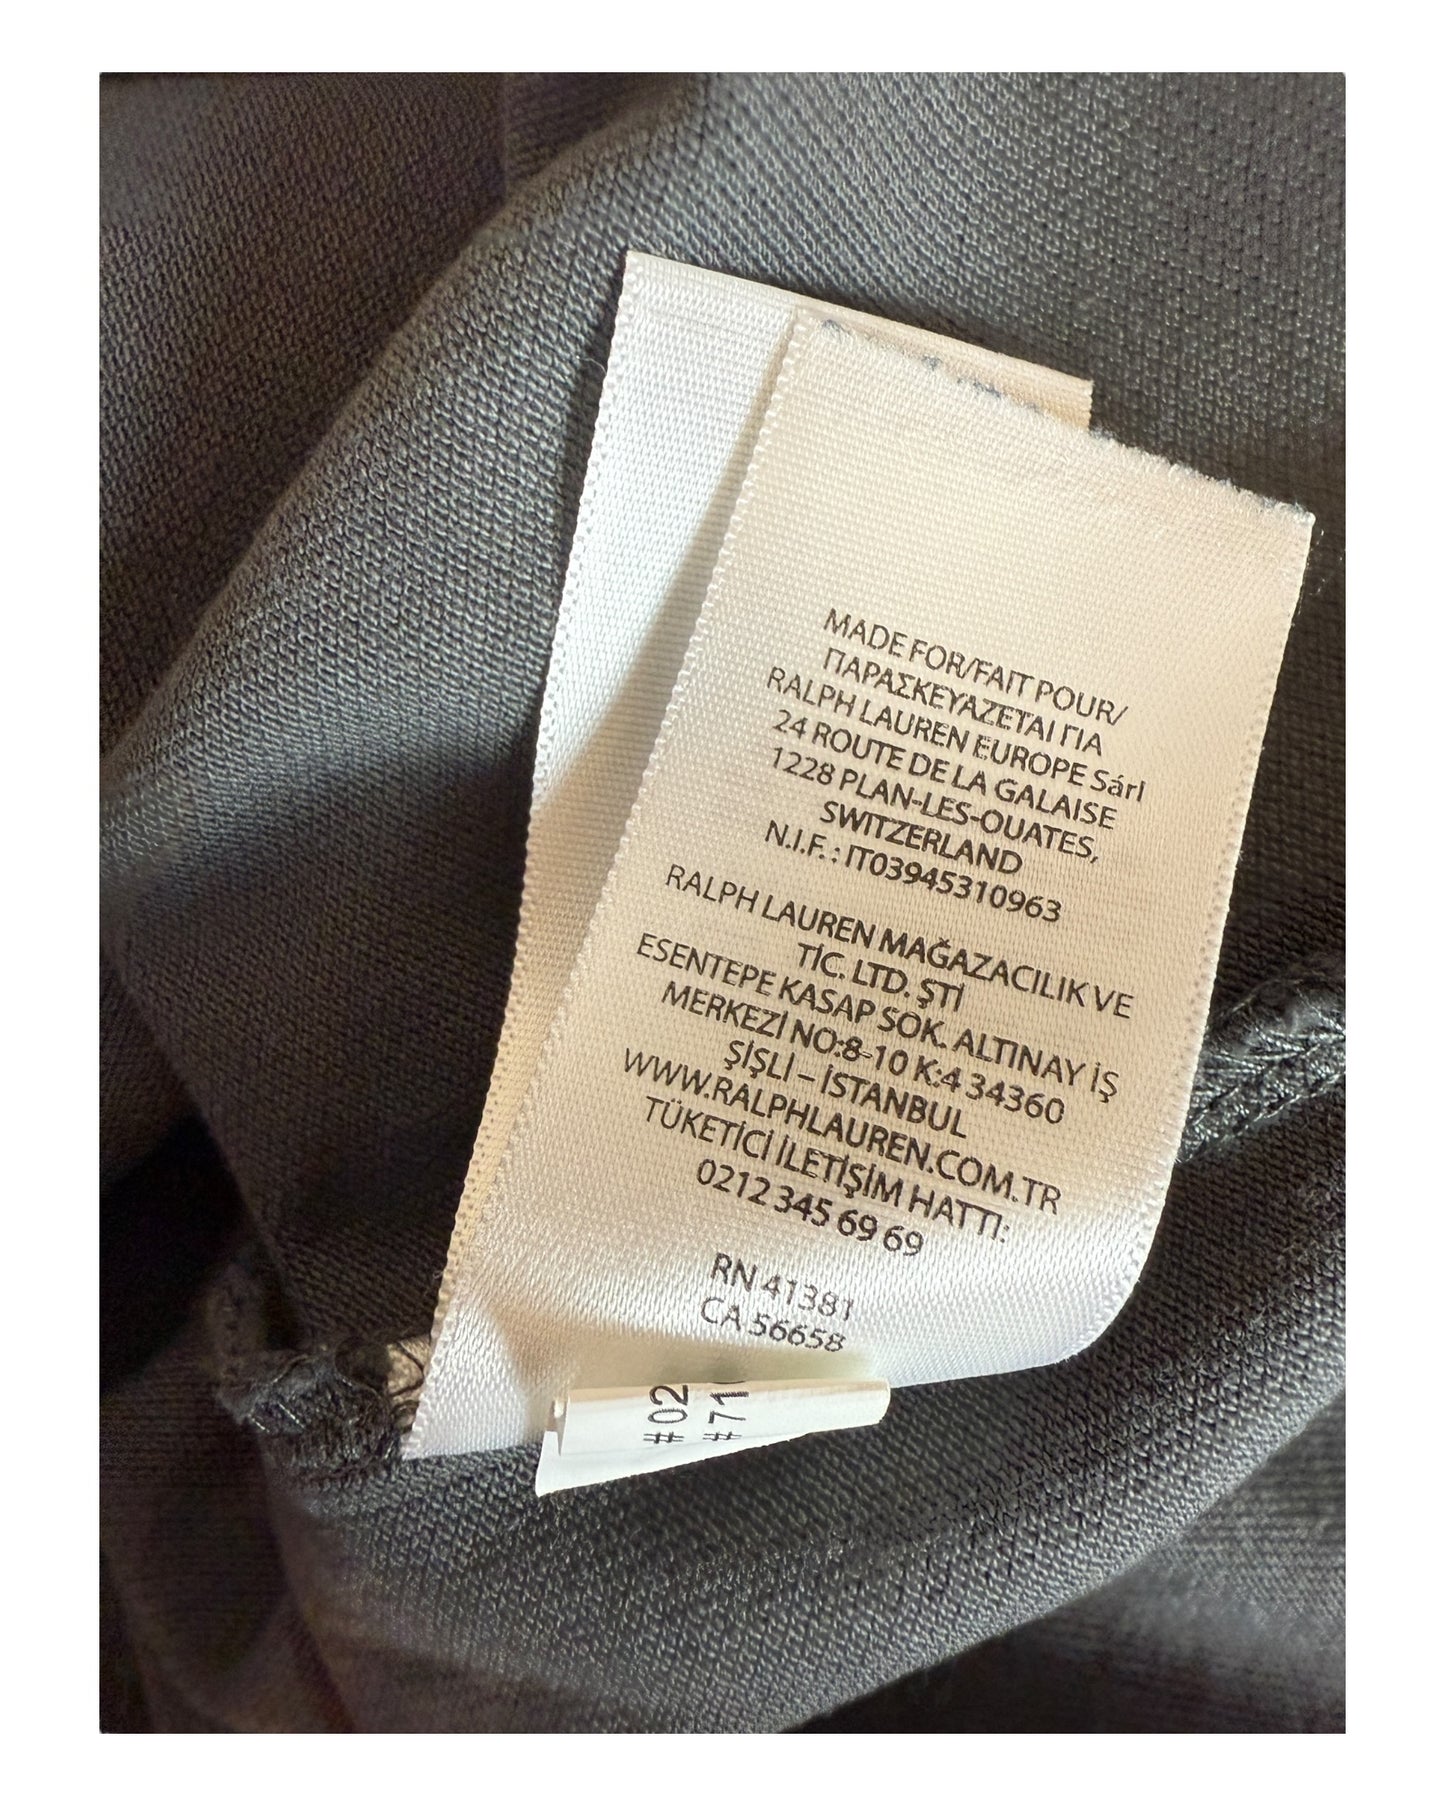 MADE FOR/FAIT POUR/
ΠΑΡΑΣΚΕΥΑΖΕΤΑΙ ΓΙΑ
RALPH LAUREN EUROPE Sárl
24 ROUTE DE LA GALAISE
1228 PLAN-LES-OUATES,
SWITZERLAND
N.I.F. : IT03945310963
RALPH LAUREN MAĞAZACILIK VE
TİC. LTD. ŞTİ
ESENTEPE KASAP SOK. ALTINAY İŞ
MERKEZİ NO:8-10 K:4 34360
ŞİŞLİ – İSTANBUL
WWW.RALPHLAUREN.COM.TR
TÜKETİCİ İLETİŞİM HATTI:
0212 345 69 69
RN 41381
CA 56658
# 02
# 71